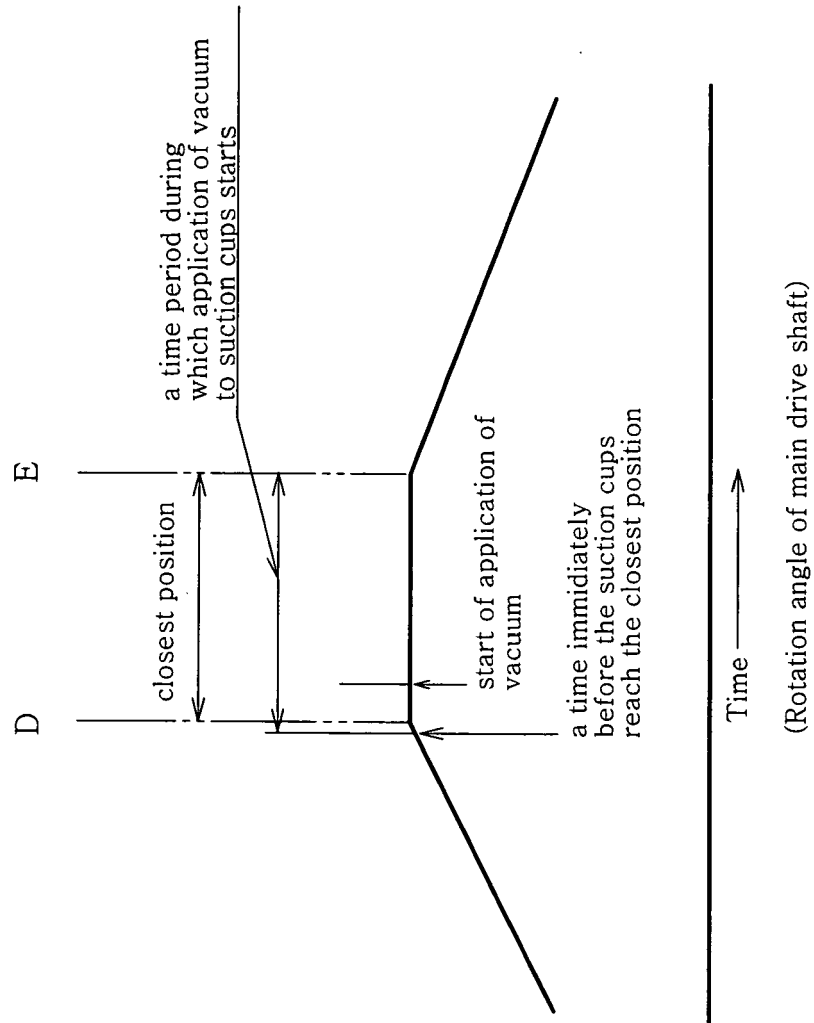 D
E
closest position
a time period during
which application of vacuum
to suction cups starts
start of application of
vacuum
a time immidiately
before the suction cups
reach the closest position
Time
(Rotation angle of main drive shaft)